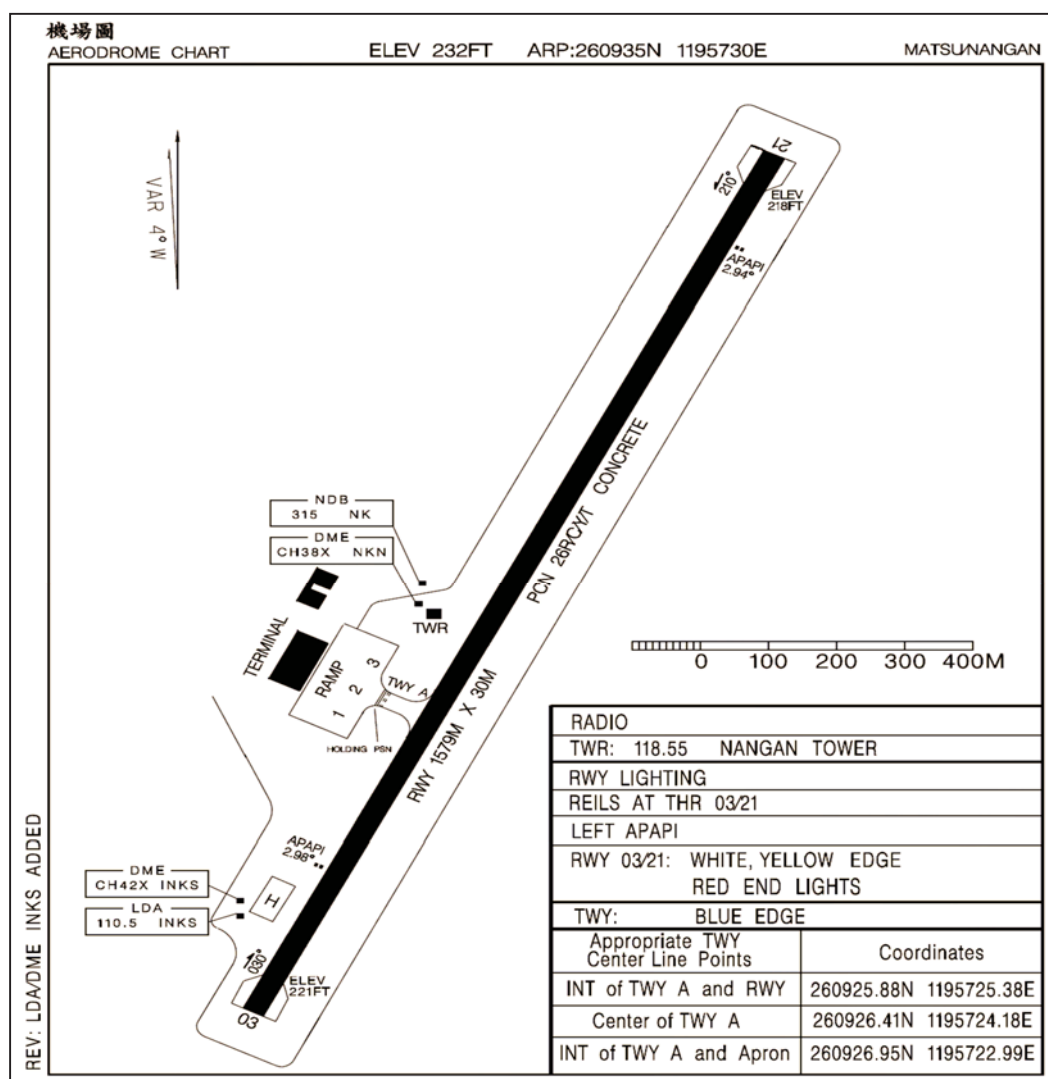 機場圖
AERODROME CHART ELEV 232FT ARP:260935N 1195730E MATSU/NANGAN
VAR 4°W
21
210°
ELEV
218FT
APAPI
2.94°
PCN 26R/C/Y/T CONCRETE
NDB
315 NK
DME
CH38X NKN
TWR
TERMINAL
RAMP
1 2 3
TWY A
HOLDING PSN
RWY 1579M X 30M
0 100 200 300 400M
APAPI
2.98°
DME
CH42X INKS
LDA
110.5 INKS
H
030°
ELEV
221FT
03
RADIO
TWR: 118.55 NANGAN TOWER
RWY LIGHTING
REILS AT THR 03/21
LEFT APAPI
RWY 03/21: WHITE, YELLOW EDGE
RED END LIGHTS
TWY: BLUE EDGE
Appropriate TWY
Center Line Points
Coordinates
INT of TWY A and RWY 260925.88N 1195725.38E
Center of TWY A 260926.41N 1195724.18E
INT of TWY A and Apron 260926.95N 1195722.99E
REV: LDA/DME INKS ADDED